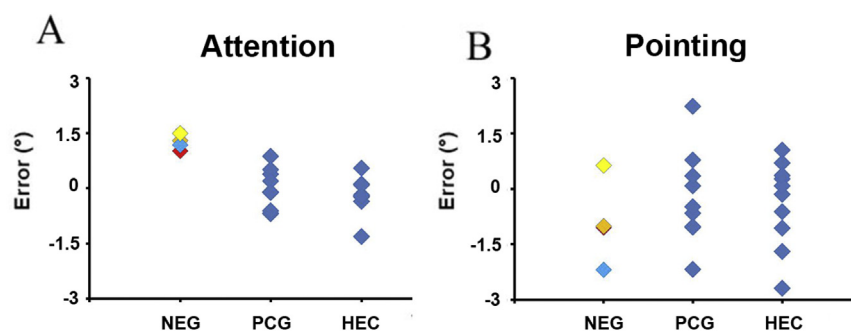 A
Attention
Error (°)
3
1.5
0
-1.5
-3
NEG PCG HEC
B
Pointing
Error (°)
3
1.5
0
-1.5
-3
NEG PCG HEC